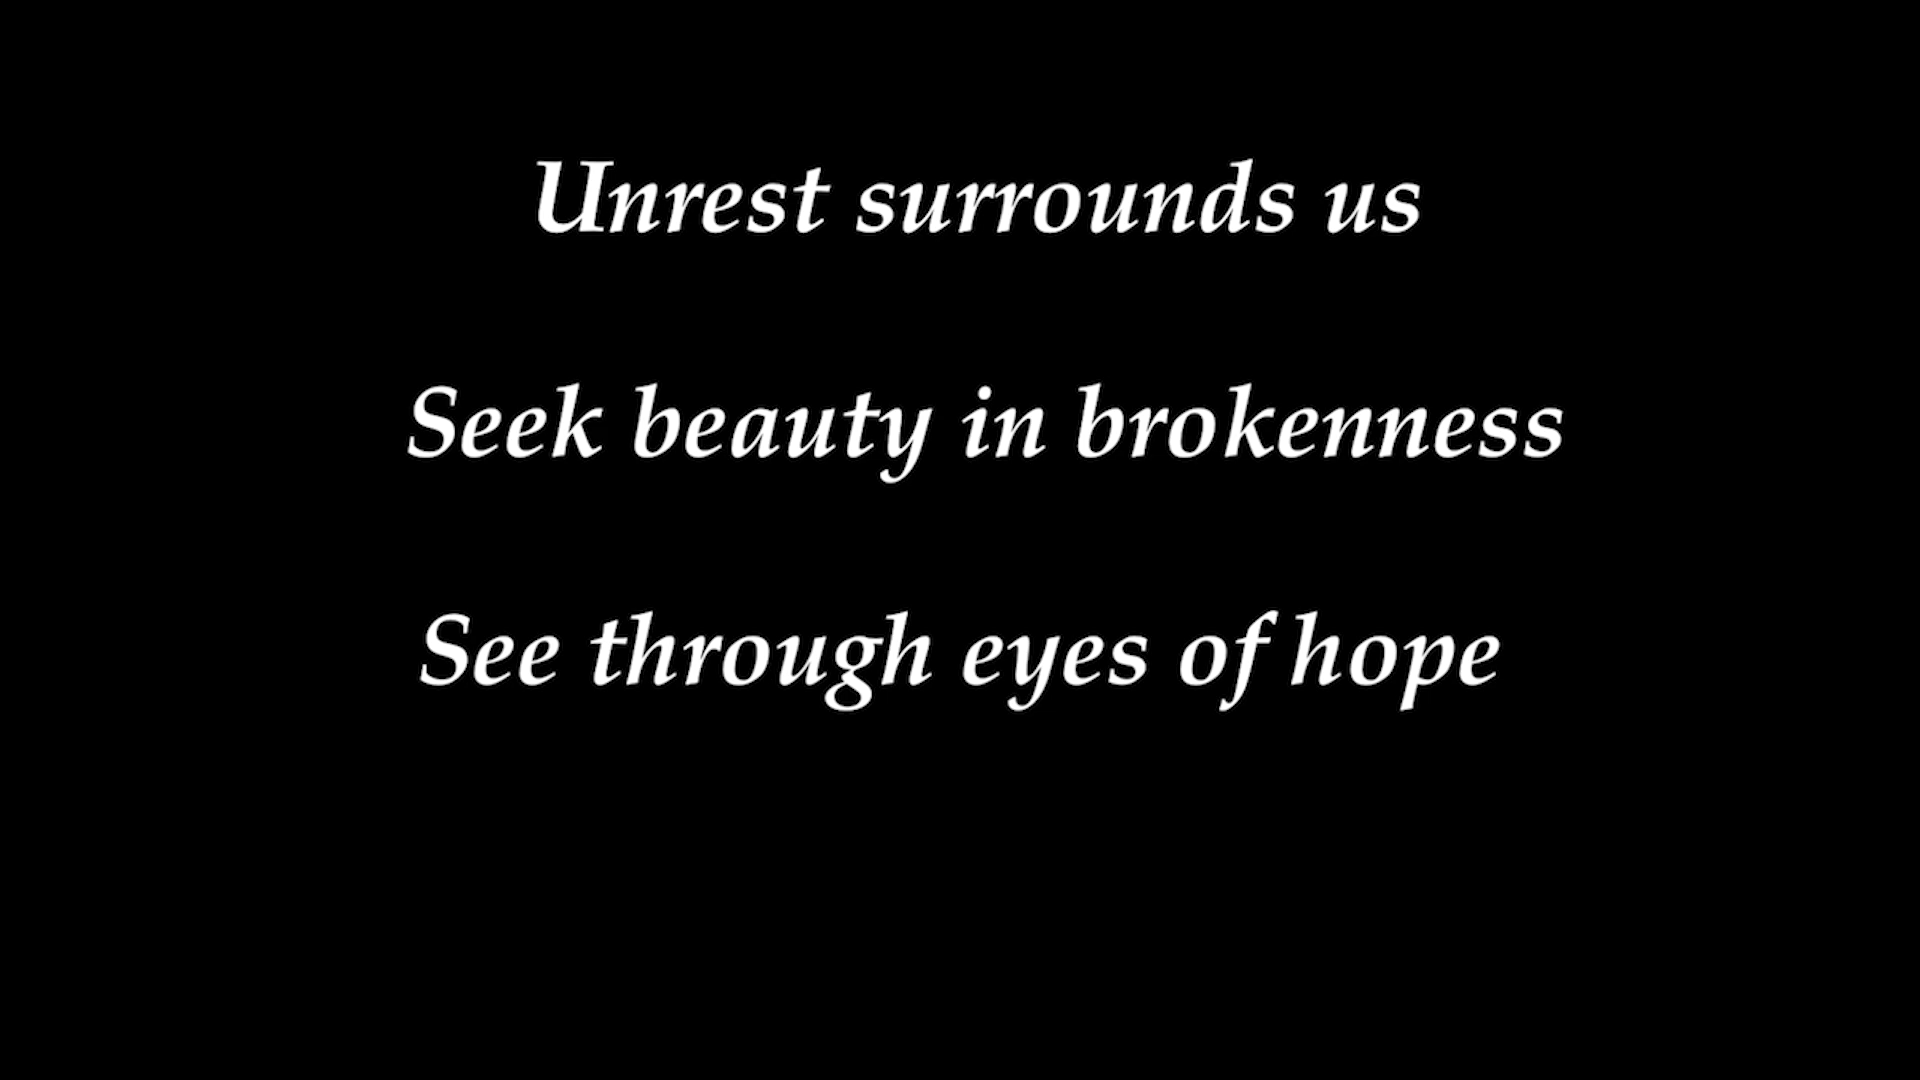 Unrest surrounds us
Seek beauty in brokenness
See through eyes of hope